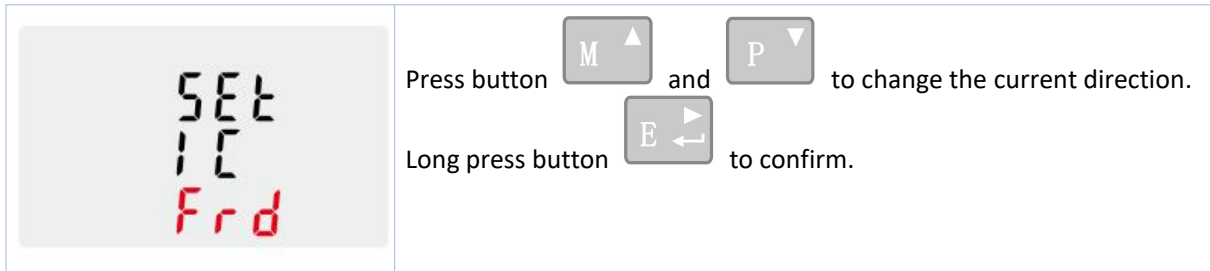 SEt
IC
Frd
Press button M and P to change the current direction.
Long press button E to confirm.